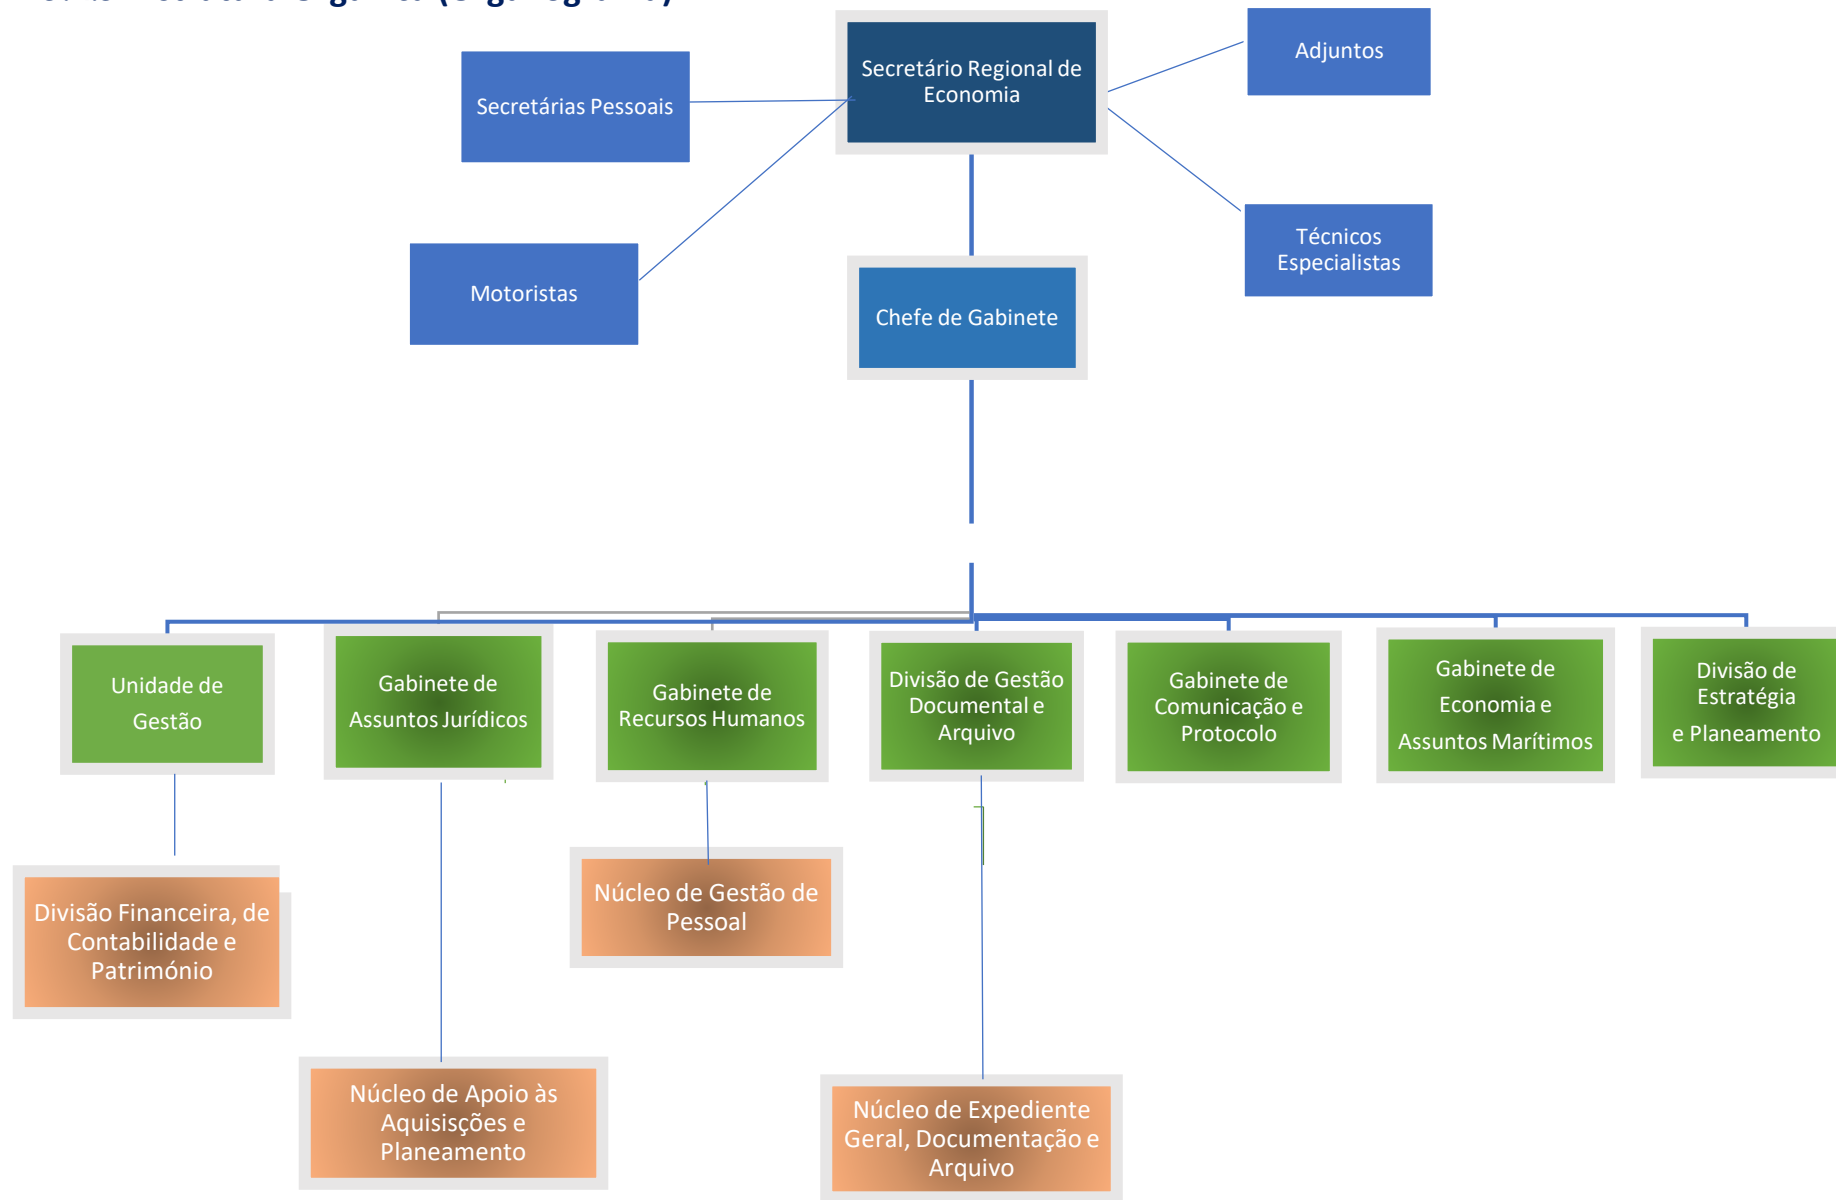 (Organograma)
Adjuntos
Secretário Regional de
Economia
Secretárias Pessoais
Técnicos
Especialistas
Motoristas
Chefe de Gabinete
Unidade de
Gestão
Gabinete de
Assuntos Jurídicos
Gabinete de
Recursos Humanos
Divisão de Gestão
Documental e
Arquivo
Gabinete de
Comunicação e
Protocolo
Gabinete de
Economia e
Assuntos Marítimos
Divisão de
Estratégia
e Planeamento
Divisão Financeira, de
Contabilidade e
Património
Núcleo de Gestão de
Pessoal
Núcleo de Apoio às
Aquisisções e
Planeamento
Núcleo de Expediente
Geral, Documentação e
Arquivo